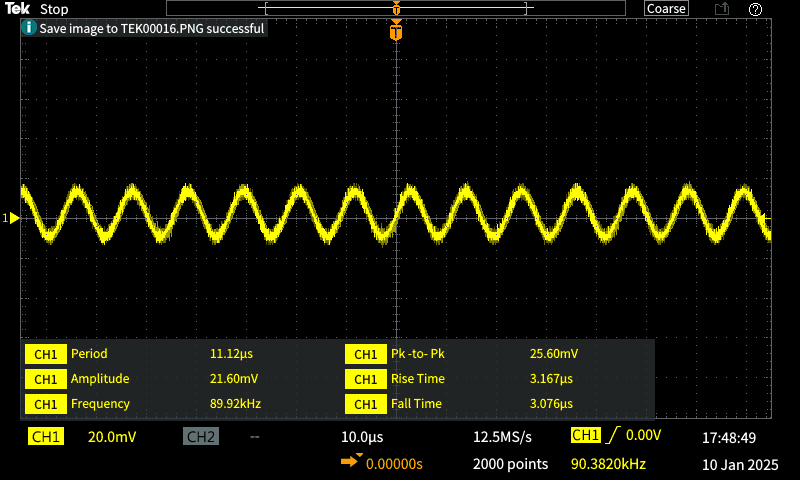 Tek Stop T Coarse ?
i Save image to TEK00016.PNG successful
T
1
CH1 Period 11.12µs CH1 Pk -to- Pk 25.60mV
CH1 Amplitude 21.60mV CH1 Rise Time 3.167µs
CH1 Frequency 89.92kHz CH1 Fall Time 3.076µs
CH1 20.0mV CH2 -- 10.0µs 12.5MS/s CH1 0.00V 17:48:49
0.00000s 2000 points 90.3820kHz 10 Jan 2025